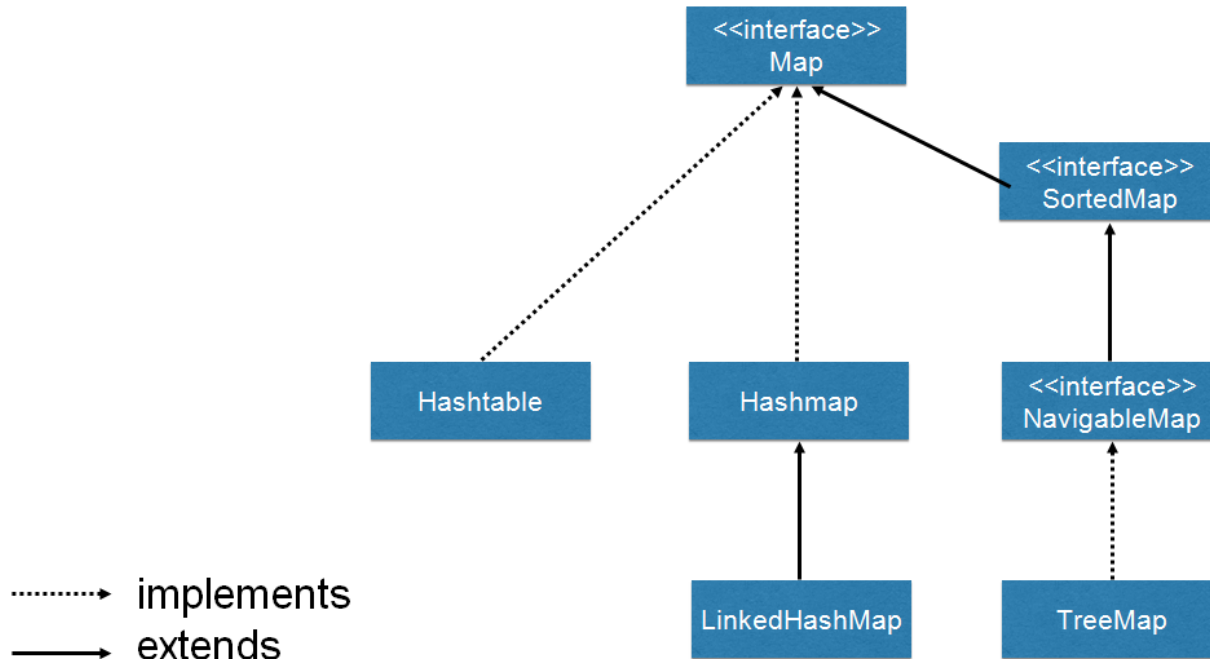 <<interface>>
Map
<<interface>>
SortedMap
Hashtable
Hashmap
<<interface>>
NavigableMap
LinkedHashMap
TreeMap
implements
extends